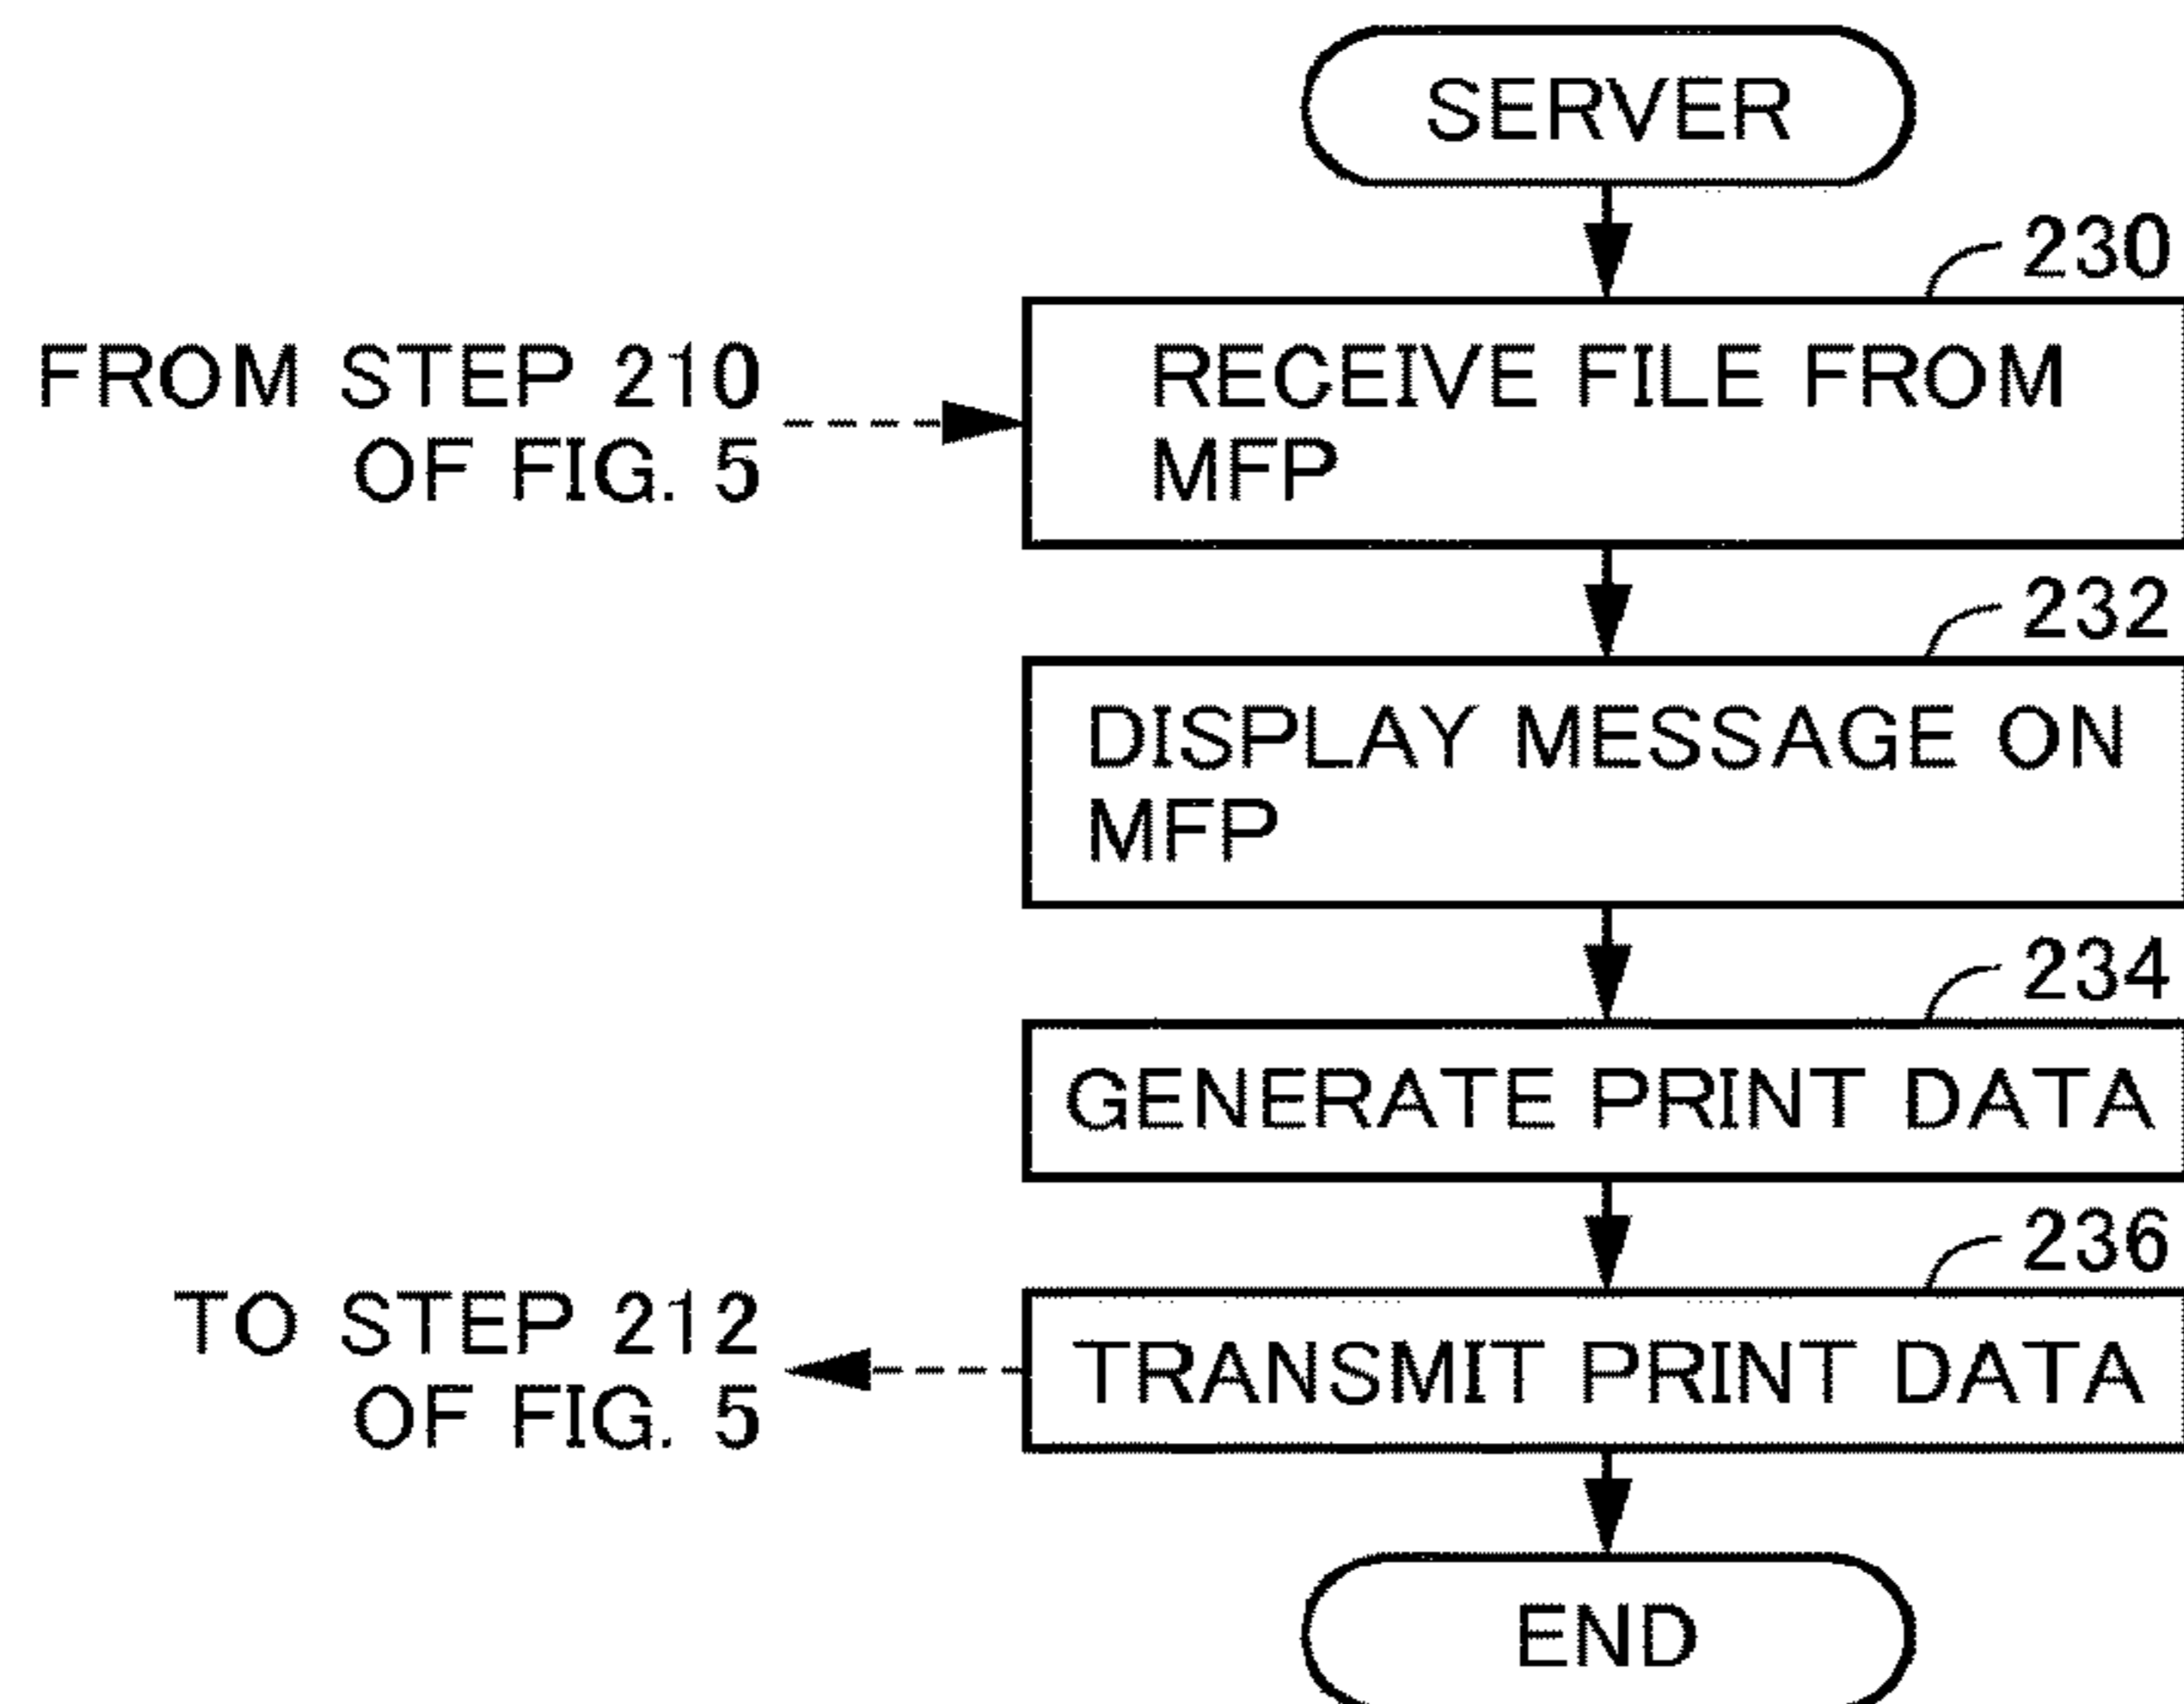 SERVER
230
FROM STEP 210
OF FIG. 5
RECEIVE FILE FROM
MFP
232
DISPLAY MESSAGE ON
MFP
234
GENERATE PRINT DATA
236
TO STEP 212
OF FIG. 5
TRANSMIT PRINT DATA
END